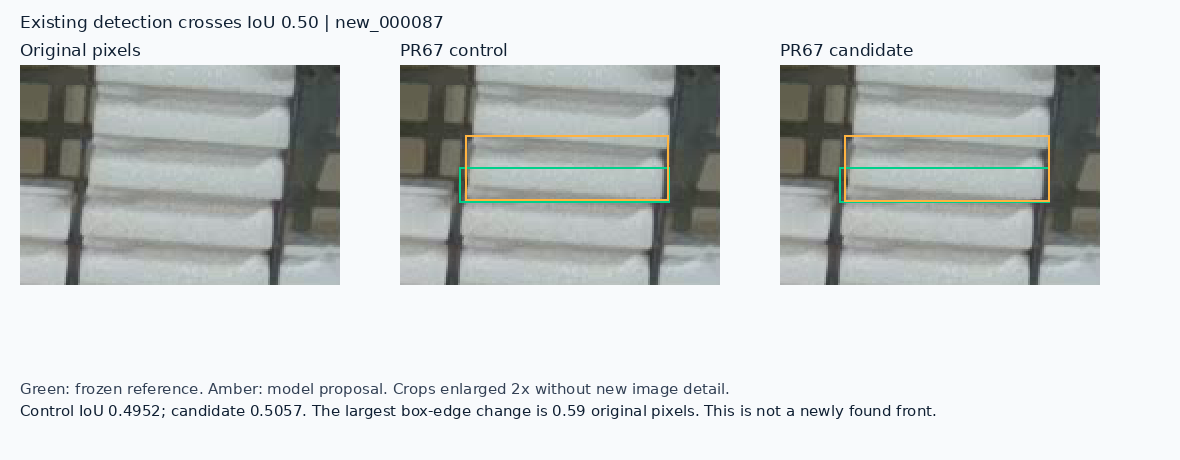 Existing detection crosses IoU 0.50 | new_000087
Original pixels
PR67 control
PR67 candidate
Green: frozen reference. Amber: model proposal. Crops enlarged 2x without new image detail.
Control IoU 0.4952; candidate 0.5057. The largest box-edge change is 0.59 original pixels. This is not a newly found front.